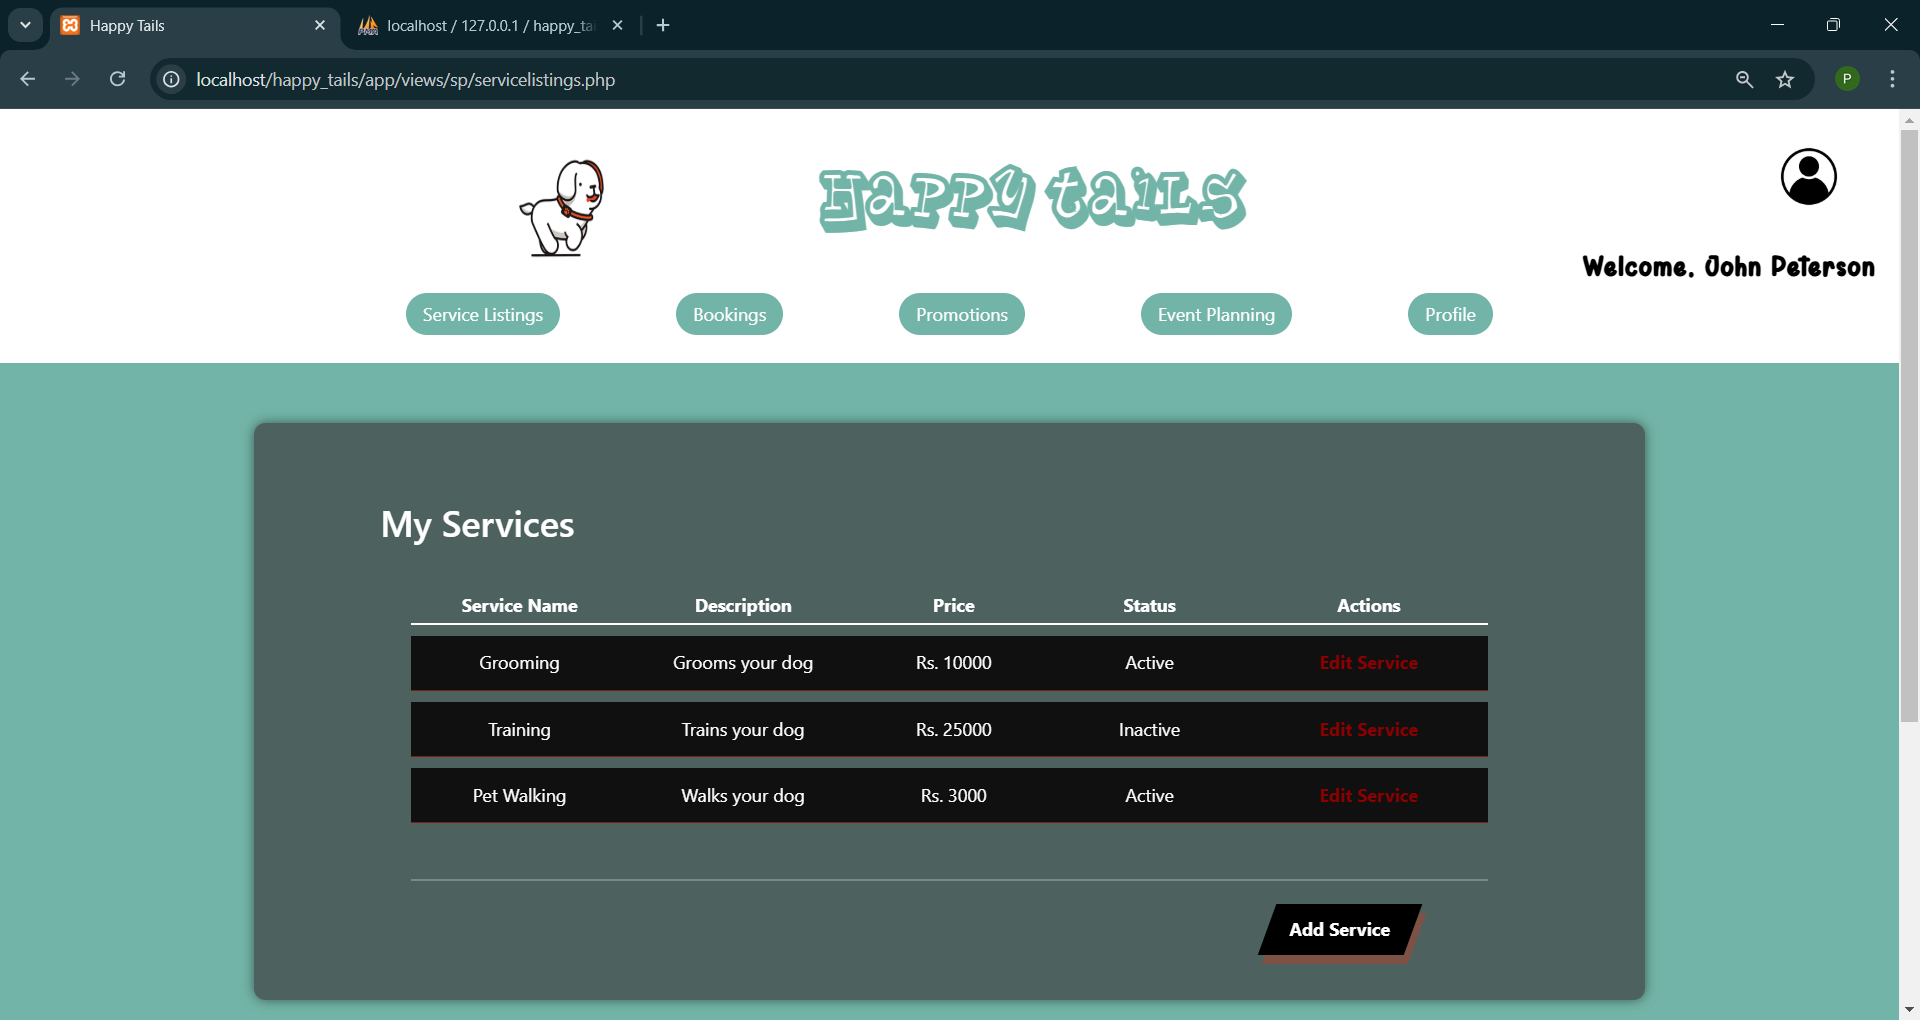 Happy Tails
localhost / 127.0.0.1 / happy_ta
localhost/happy_tails/app/views/sp/servicelistings.php
P
Happy tails
Welcome, John Peterson
Service Listings Bookings Promotions Event Planning Profile
My Services
Service Name Description Price Status Actions
Grooming Grooms your dog Rs. 10000 Active Edit Service
Training Trains your dog Rs. 25000 Inactive Edit Service
Pet Walking Walks your dog Rs. 3000 Active Edit Service
Add Service